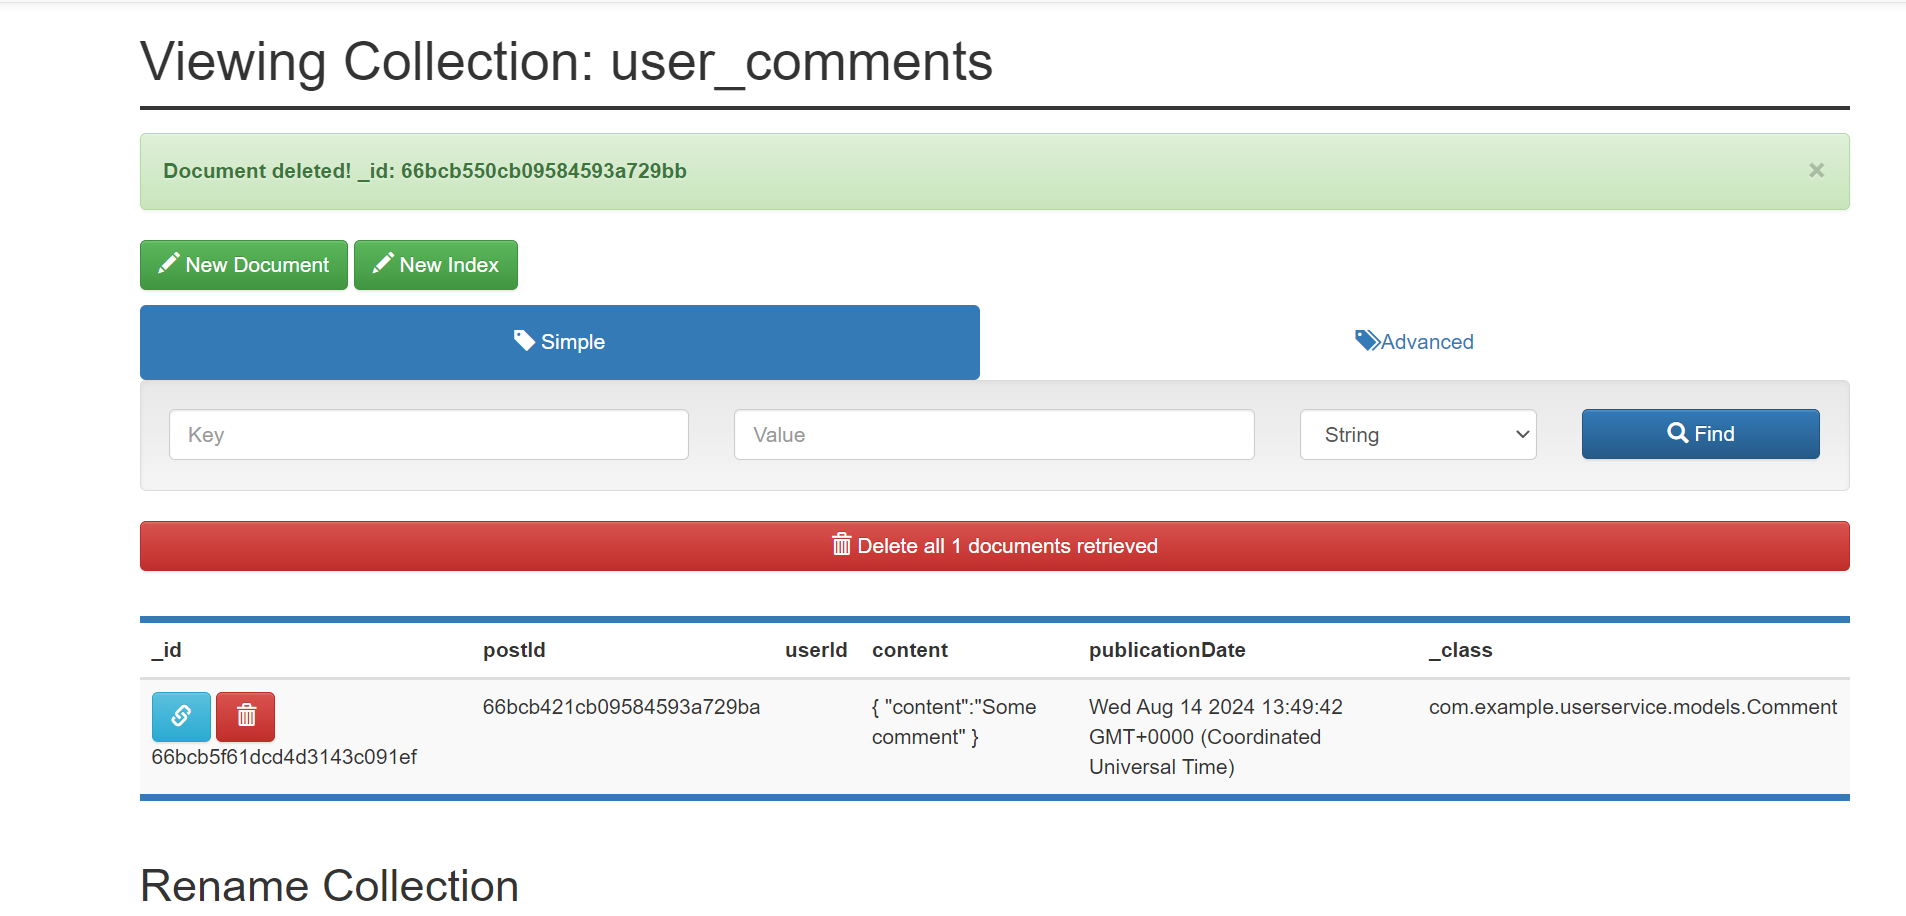 Viewing Collection: user_comments
Document deleted! _id: 66bcb550cb09584593a729bb
×
New Document
New Index
Simple
Advanced
Key
Value
String
Find
Delete all 1 documents retrieved
_id postId userId content publicationDate _class
66bcb5f61dcd4d3143c091ef
66bcb421cb09584593a729ba
{ "content":"Some
comment" }
Wed Aug 14 2024 13:49:42
GMT+0000 (Coordinated
Universal Time)
com.example.userservice.models.Comment
Rename Collection